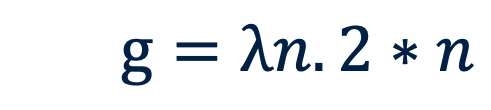 g = λn. 2 * n